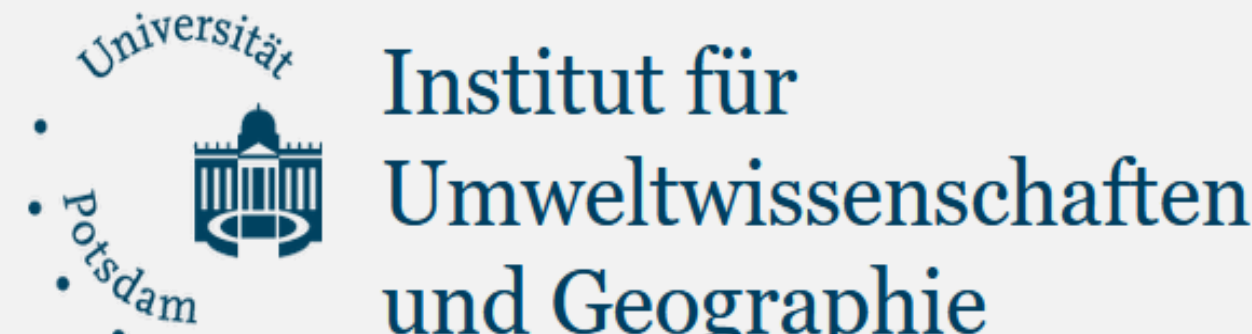 Universität
Potsdam
Institut für
Umweltwissenschaften
und Geographie